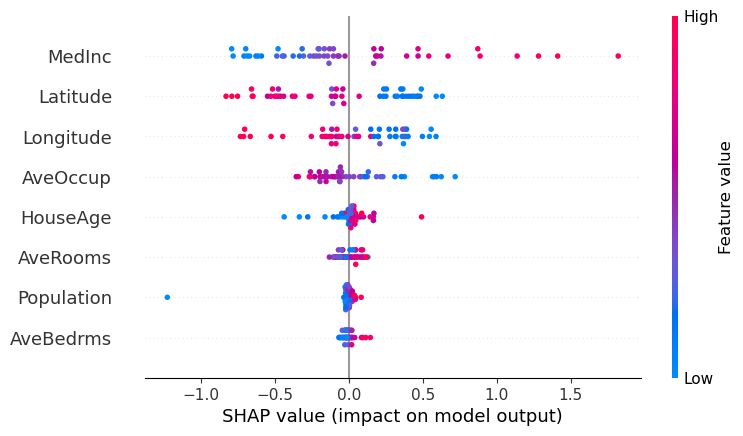 High
MedInc
Latitude
Longitude
AveOccup
HouseAge
AveRooms
Population
AveBedrms
Feature value
Low
−1.0 −0.5 0.0 0.5 1.0 1.5
SHAP value (impact on model output)